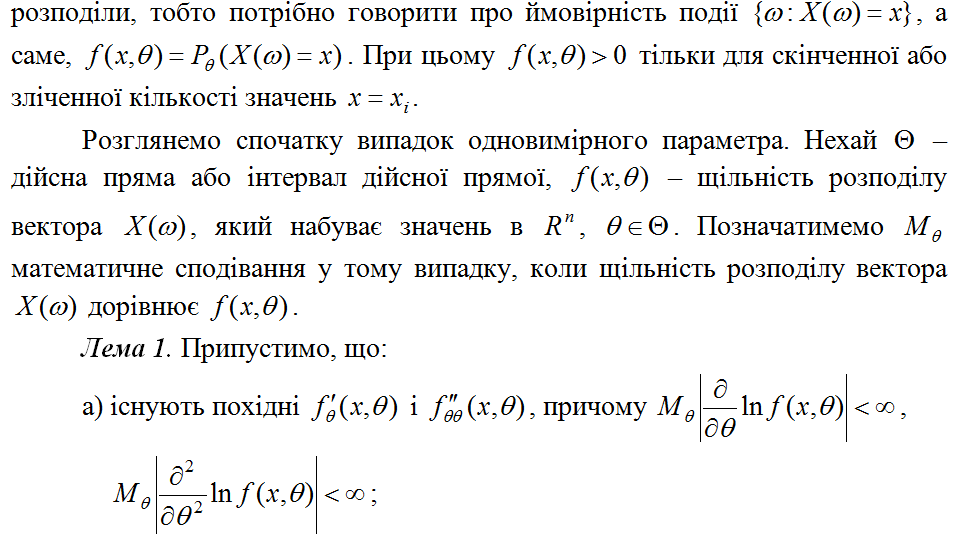 розподіли, тобто потрібно говорити про ймовірність події {ω : X(ω) = x}, а
саме, f(x,θ) = P_θ(X(ω) = x). При цьому f(x,θ) > 0 тільки для скінченної або
зліченної кількості значень x = x_i.
Розглянемо спочатку випадок одновимірного параметра. Нехай Θ –
дійсна пряма або інтервал дійсної прямої, f(x,θ) – щільність розподілу
вектора X(ω), який набуває значень в R^n, θ ∈ Θ. Позначатимемо M_θ
математичне сподівання у тому випадку, коли щільність розподілу вектора
X(ω) дорівнює f(x,θ).
Лема 1. Припустимо, що:
а) існують похідні f′_θ(x,θ) і f″_θθ(x,θ), причому M_θ |∂/∂θ ln f(x,θ)| < ∞,
M_θ |∂²/∂θ² ln f(x,θ)| < ∞;